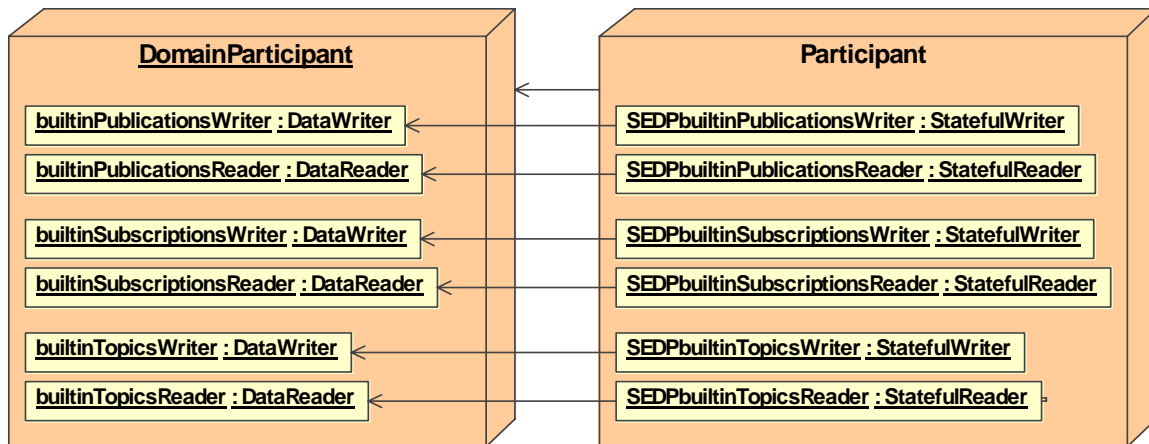 DomainParticipant
builtinPublicationsWriter : DataWriter
builtinPublicationsReader : DataReader
builtinSubscriptionsWriter : DataWriter
builtinSubscriptionsReader : DataReader
builtinTopicsWriter : DataWriter
builtinTopicsReader : DataReader
Participant
SEDPbuiltinPublicationsWriter : StatefulWriter
SEDPbuiltinPublicationsReader : StatefulReader
SEDPbuiltinSubscriptionsWriter : StatefulWriter
SEDPbuiltinSubscriptionsReader : StatefulReader
SEDPbuiltinTopicsWriter : StatefulWriter
SEDPbuiltinTopicsReader : StatefulReader